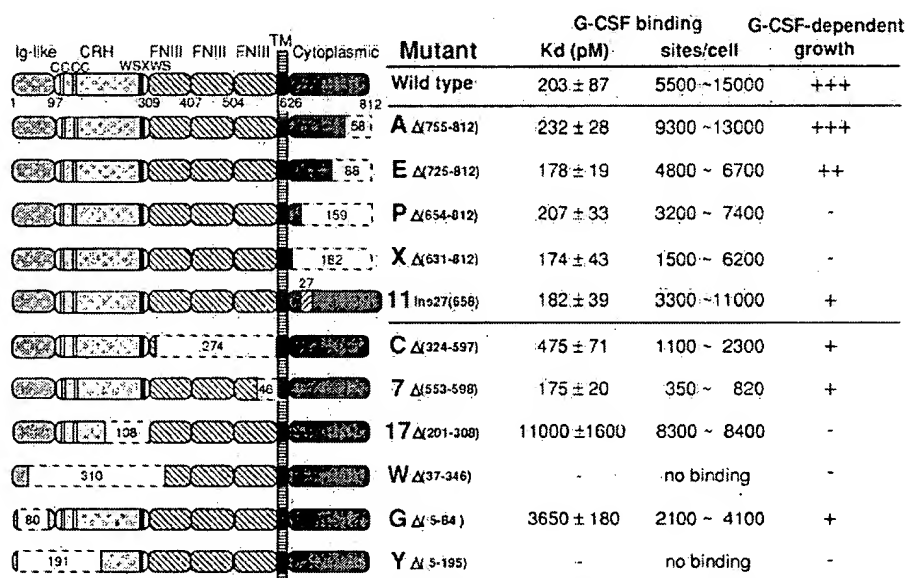 G-CSF binding G-CSF-dependent
Ig-like CRH FNIII FNIII FNIII TM Cytoplasmic Mutant Kd (pM) sites/cell growth
CCCC WSXWS
Wild type 203 ± 87 5500 ~15000 +++
1 97 309 407 504 626 812
58 A Δ(755-812) 232 ± 28 9300 ~13000 +++
88 E Δ(725-812) 178 ± 19 4800 ~ 6700 ++
159 P Δ(654-812) 207 ± 33 3200 ~ 7400 -
182 X Δ(631-812) 174 ± 43 1500 ~ 6200 -
27
11 Ins27(658) 182 ± 39 3300 ~11000 +
274 C Δ(324-597) 475 ± 71 1100 ~ 2300 +
46 7 Δ(553-598) 175 ± 20 350 ~ 820 +
108 17 Δ(201-308) 11000 ±1600 8300 ~ 8400 -
310 W Δ(37-346) - no binding -
80 G Δ(5-84) 3650 ± 180 2100 ~ 4100 +
191 Y Δ(5-195) - no binding -